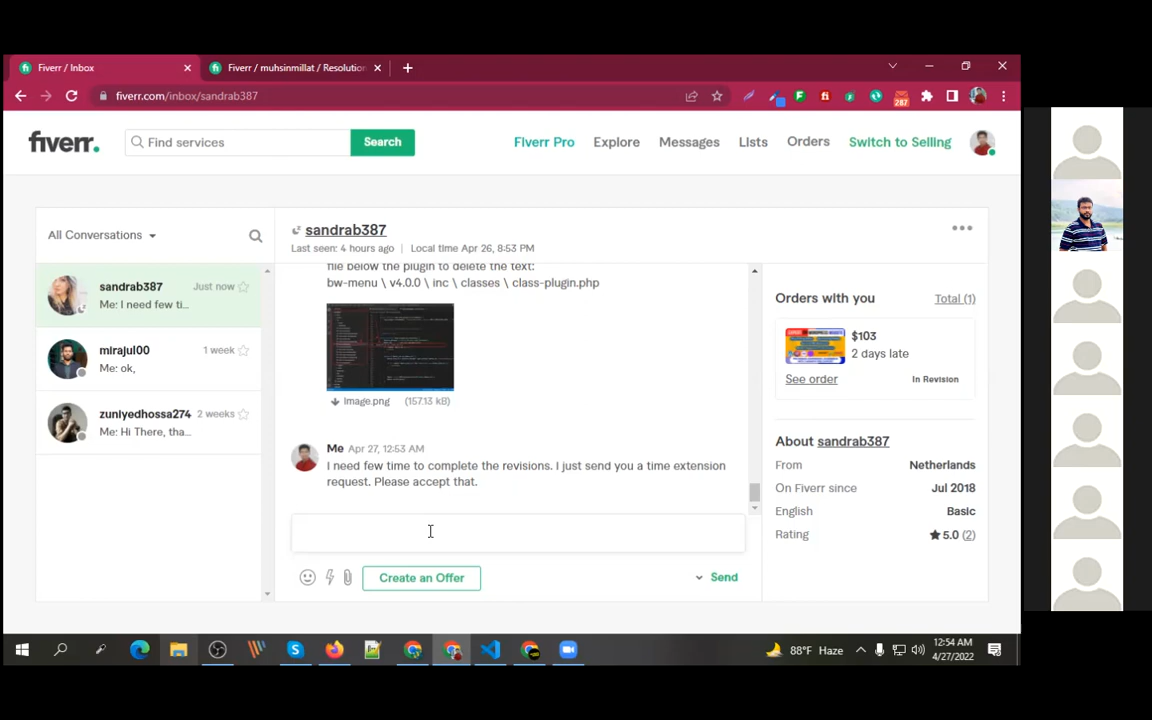 Fiverr / Inbox
Fiverr / muhsinmillat / Resolution
fiverr.com/inbox/sandrab387
287
fiverr.
Find services
Search
Fiverr Pro
Explore
Messages
Lists
Orders
Switch to Selling
All Conversations
sandrab387
Last seen: 4 hours ago | Local time Apr 26, 8:53 PM
sandrab387 Just now
Me: I need few ti...
mirajul00 1 week
Me: ok,
zuniyedhossa274 2 weeks
Me: Hi There, tha...
file below the plugin to delete the text:
bw-menu \ v4.0.0 \ inc \ classes \ class-plugin.php
Image.png (157.13 kB)
Me Apr 27, 12:53 AM
I need few time to complete the revisions. I just send you a time extension
request. Please accept that.
Create an Offer
Send
Orders with you Total (1)
$103
2 days late
See order In Revision
About sandrab387
From Netherlands
On Fiverr since Jul 2018
English Basic
Rating 5.0 (2)
88°F Haze
12:54 AM
4/27/2022